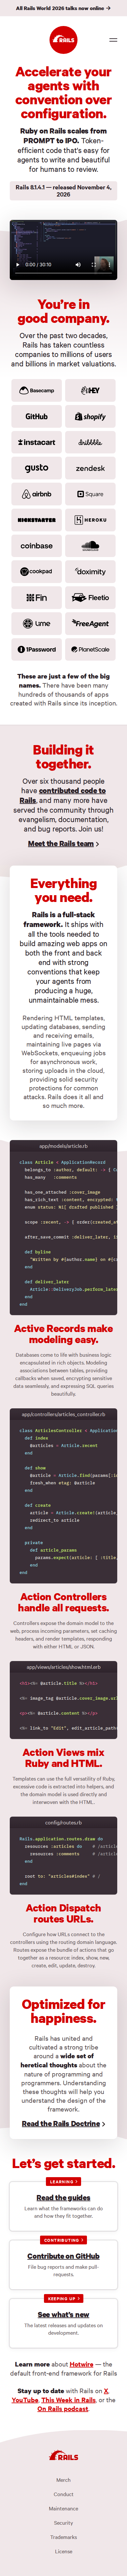 All Rails World 2026 talks now online →
RAILS
Accelerate your
agents with
convention over
configuration.
Ruby on Rails scales from
PROMPT to IPO. Token-
efficient code that's easy for
agents to write and beautiful
for humans to review.
Rails 8.1.4.1 — released November 4,
2026
0:00 / 30:10
You're in
good company.
Over the past two decades,
Rails has taken countless
companies to millions of users
and billions in market valuations.
Basecamp
HEY
GitHub
shopify
instacart
dribbble
gusto
zendesk
airbnb
Square
KICKSTARTER
HEROKU
coinbase
SOUNDCLOUD
cookpad
doximity
Fin
Fleetio
ume
FreeAgent
1Password
PlanetScale
These are just a few of the big
names. There have been many
hundreds of thousands of apps
created with Rails since its inception.
Building it
together.
Over six thousand people
have contributed code to
Rails, and many more have
served the community through
evangelism, documentation,
and bug reports. Join us!
Meet the Rails team
Everything
you need.
Rails is a full-stack
framework. It ships with
all the tools needed to
build amazing web apps on
both the front and back
end with strong
conventions that keep
your agents from
producing a huge,
unmaintainable mess.
Rendering HTML templates,
updating databases, sending
and receiving emails,
maintaining live pages via
WebSockets, enqueuing jobs
for asynchronous work,
storing uploads in the cloud,
providing solid security
protections for common
attacks. Rails does it all and
so much more.
app/models/article.rb
class Article < ApplicationRecord
belongs_to :author, default: -> { C
has_many :comments
has_one_attached :cover_image
has_rich_text :content, encrypted:
enum status: %i[ drafted published
scope :recent, -> { order(created_a
after_save_commit :deliver_later, i
def byline
"Written by #{author.name} on #{c
end
def deliver_later
Article::DeliveryJob.perform_later
end
end
Active Records make
modeling easy.
Databases come to life with business logic
encapsulated in rich objects. Modeling
associations between tables, providing
callbacks when saved, encrypting sensitive
data seamlessly, and expressing SQL queries
beautifully.
app/controllers/articles_controller.rb
class ArticlesController < Application
def index
@articles = Article.recent
end
def show
@article = Article.find(params[:i
fresh_when etag: @article
end
def create
article = Article.create!(article_
redirect_to article
end
private
def article_params
params.expect(article: [ :title,
end
end
Action Controllers
handle all requests.
Controllers expose the domain model to the
web, process incoming parameters, set caching
headers, and render templates, responding
with either HTML or JSON.
app/views/articles/show.html.erb
<h1><%= @article.title %></h1>
<%= image_tag @article.cover_image.ur
<p><%= @article.content %></p>
<%= link_to "Edit", edit_article_path
Action Views mix
Ruby and HTML.
Templates can use the full versatility of Ruby,
excessive code is extracted into helpers, and
the domain model is used directly and
interwoven with the HTML.
config/routes.rb
Rails.application.routes.draw do
resources :articles do # /articl
resources :comments # /articl
end
root to: "articles#index" # /
end
Action Dispatch
routes URLs.
Configure how URLs connect to the
controllers using the routing domain language.
Routes expose the bundle of actions that go
together as a resource: index, show, new,
create, edit, update, destroy.
Optimized for
happiness.
Rails has united and
cultivated a strong tribe
around a wide set of
heretical thoughts about the
nature of programming and
programmers. Understanding
these thoughts will help you
understand the design of the
framework.
Read the Rails Doctrine
Let's get started.
LEARNING
Read the guides
Learn what the frameworks can do
and how they fit together.
CONTRIBUTING
Contribute on GitHub
File bug reports and make pull-
requests.
KEEPING UP
See what's new
The latest releases and updates on
development.
Learn more about Hotwire — the
default front-end framework for Rails
Stay up to date with Rails on X,
YouTube, This Week in Rails, or the
On Rails podcast.
RAILS
Merch
Conduct
Maintenance
Security
Trademarks
License